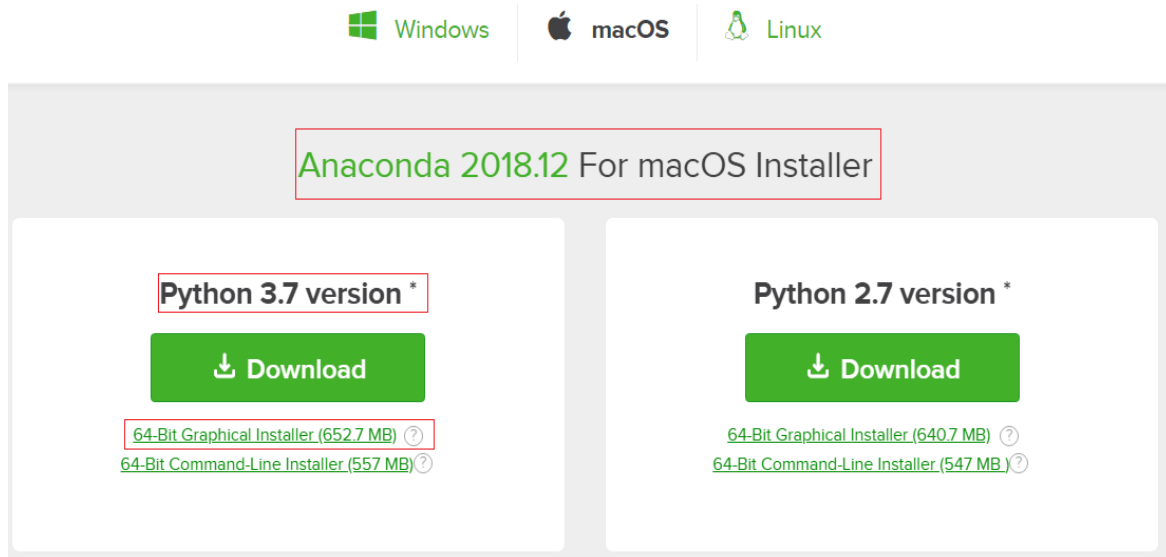 Windows macOS Linux
Anaconda 2018.12 For macOS Installer
Python 3.7 version *
Download
64-Bit Graphical Installer (652.7 MB) ?
64-Bit Command-Line Installer (557 MB) ?
Python 2.7 version *
Download
64-Bit Graphical Installer (640.7 MB) ?
64-Bit Command-Line Installer (547 MB ) ?